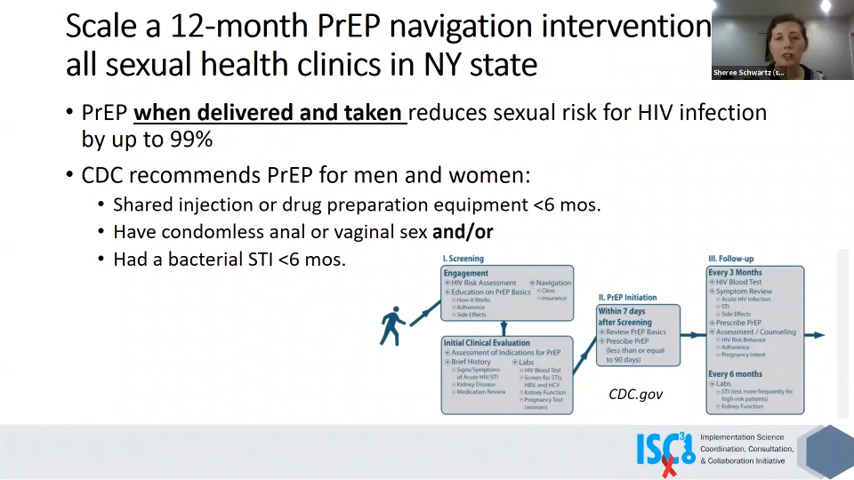 Scale a 12-month PrEP navigation intervention
all sexual health clinics in NY state
Sheree Schwartz (s...
• PrEP when delivered and taken reduces sexual risk for HIV infection
by up to 99%
• CDC recommends PrEP for men and women:
• Shared injection or drug preparation equipment <6 mos.
• Have condomless anal or vaginal sex and/or
• Had a bacterial STI <6 mos.
I. Screening
Engagement
HIV Risk Assessment
Education on PrEP Basics
How it Works
Adherence
Side Effects
Navigation
Clinic
Insurance
Initial Clinical Evaluation
Assessment of Indications for PrEP
Brief History
Signs/Symptoms
of Acute HIV/STI
Kidney Disease
Medication Review
Labs
HIV Blood Test
Screen for STIs,
HBV, and HCV
Kidney Function
Pregnancy Test
(women)
II. PrEP Initiation
Within 7 days
after Screening
Review PrEP Basics
Prescibe PrEP
(less than or equal
to 90 days)
CDC.gov
III. Follow-up
Every 3 Months
HIV Blood Test
Symptom Review
Acute HIV Infection
STI
Side Effects
Prescribe PrEP
Assessment / Counseling
HIV Risk Behavior
Adherence
Pregnancy Intent
Every 6 months
Labs
STI (test more frequently for
high-risk patients)
Kidney Function
ISC3
Implementation Science
Coordination, Consultation,
& Collaboration Initiative